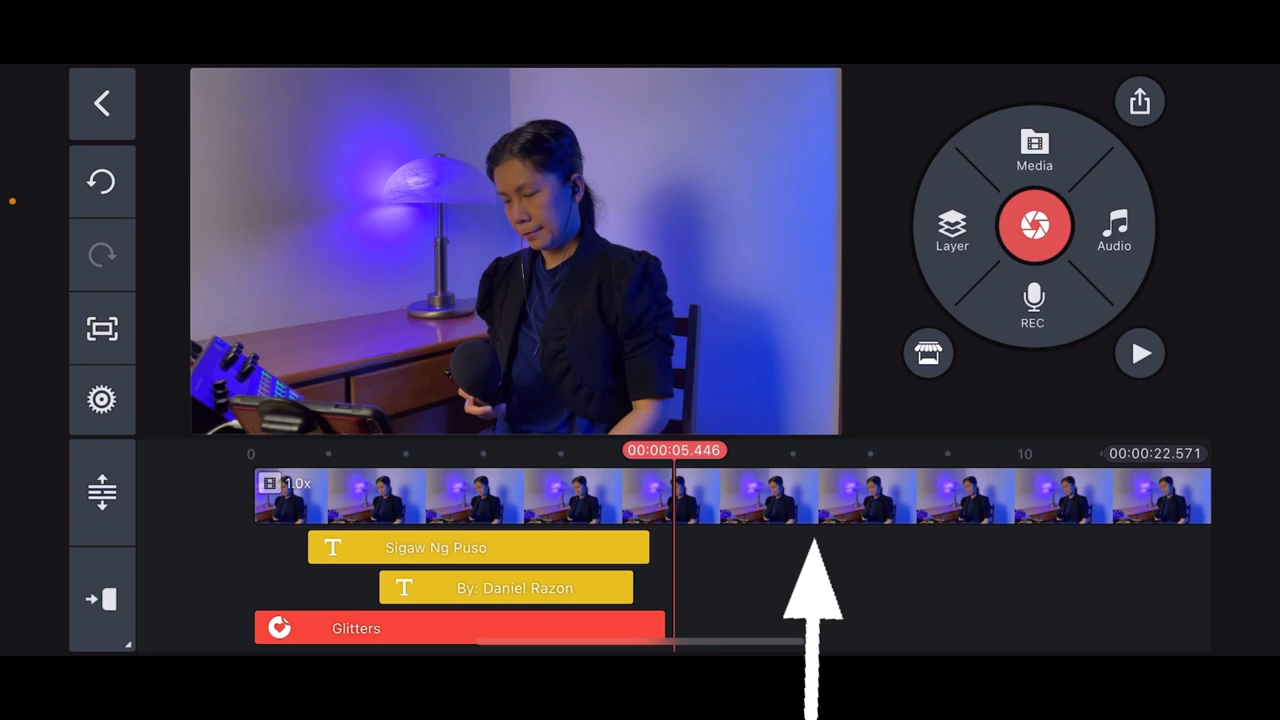 Media
Layer
Audio
REC
00:00:05.446
0
10
00:00:22.571
1.0x
T Sigaw Ng Puso
T By: Daniel Razon
Glitters